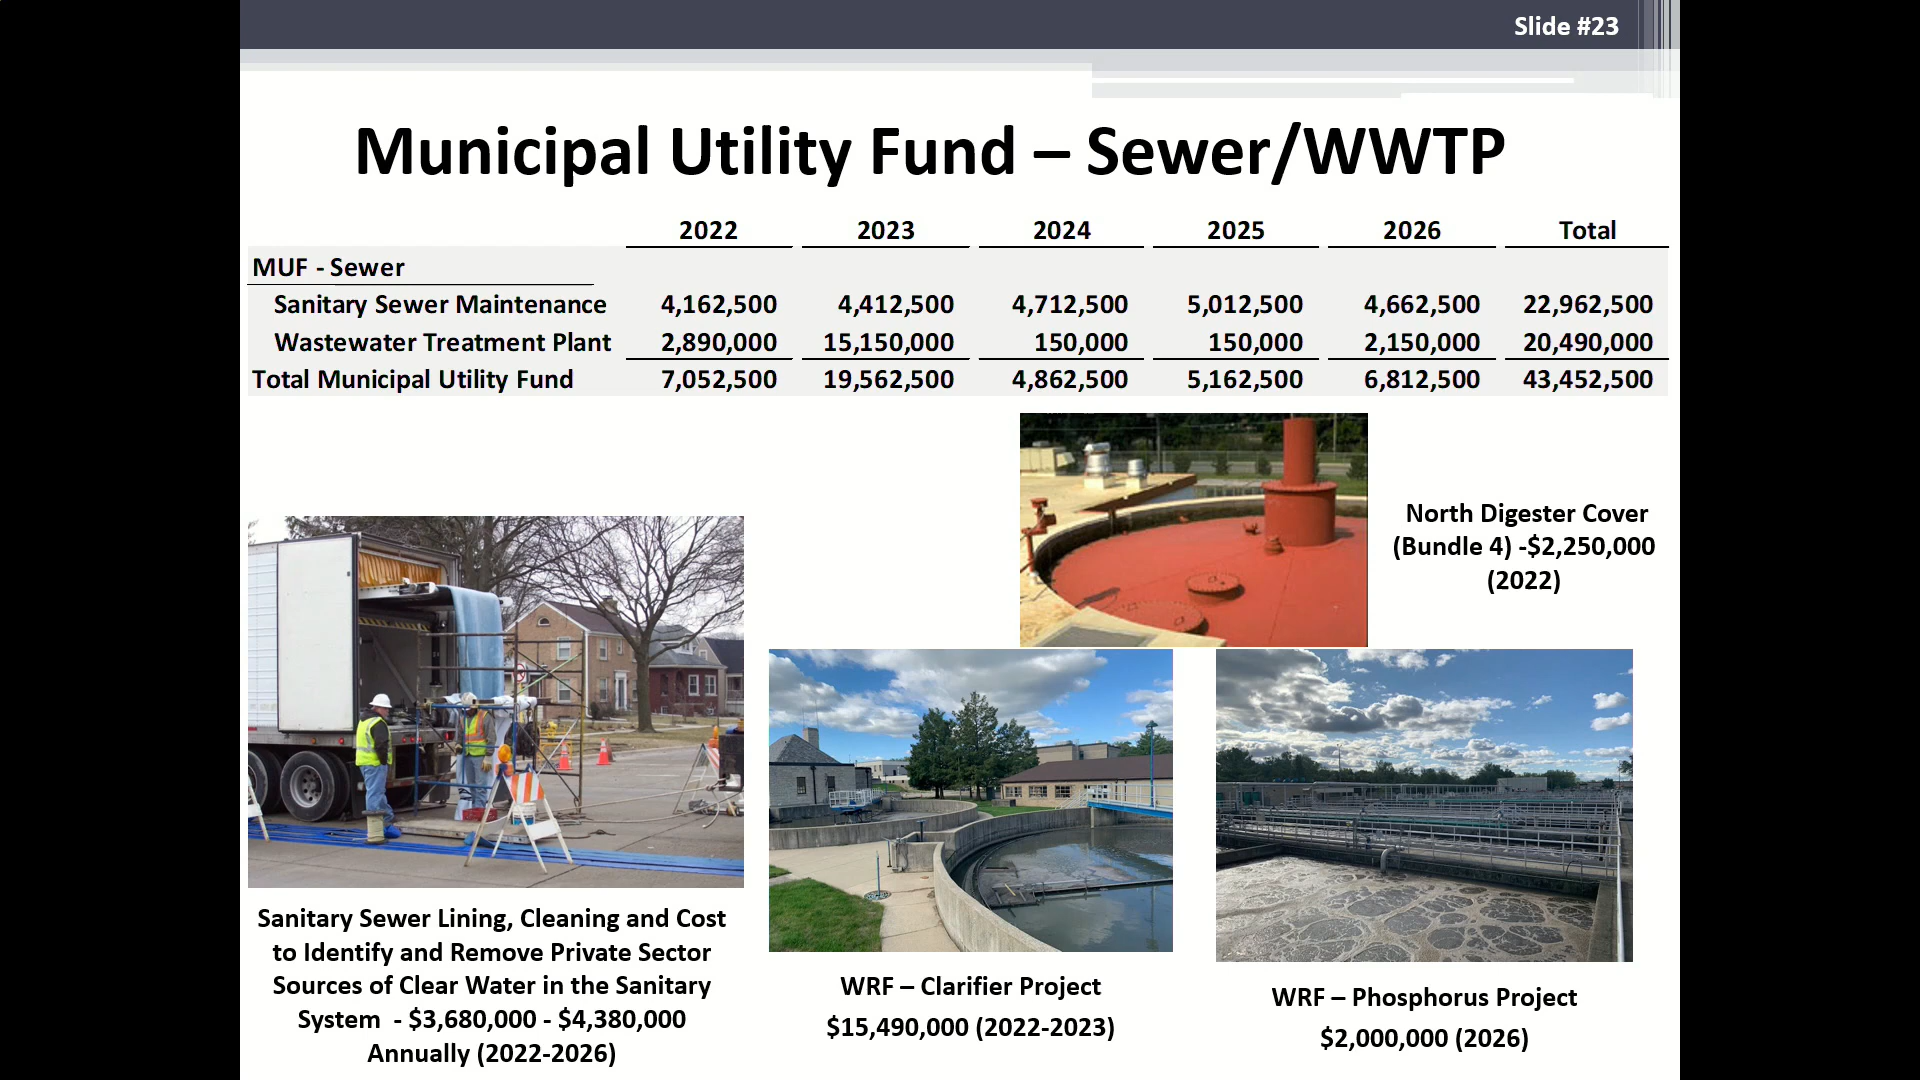 Slide #23
Municipal Utility Fund – Sewer/WWTP
2022 2023 2024 2025 2026 Total
MUF - Sewer
Sanitary Sewer Maintenance 4,162,500 4,412,500 4,712,500 5,012,500 4,662,500 22,962,500
Wastewater Treatment Plant 2,890,000 15,150,000 150,000 150,000 2,150,000 20,490,000
Total Municipal Utility Fund 7,052,500 19,562,500 4,862,500 5,162,500 6,812,500 43,452,500
North Digester Cover
(Bundle 4) -$2,250,000
(2022)
Sanitary Sewer Lining, Cleaning and Cost
to Identify and Remove Private Sector
Sources of Clear Water in the Sanitary
System - $3,680,000 - $4,380,000
Annually (2022-2026)
WRF – Clarifier Project
$15,490,000 (2022-2023)
WRF – Phosphorus Project
$2,000,000 (2026)